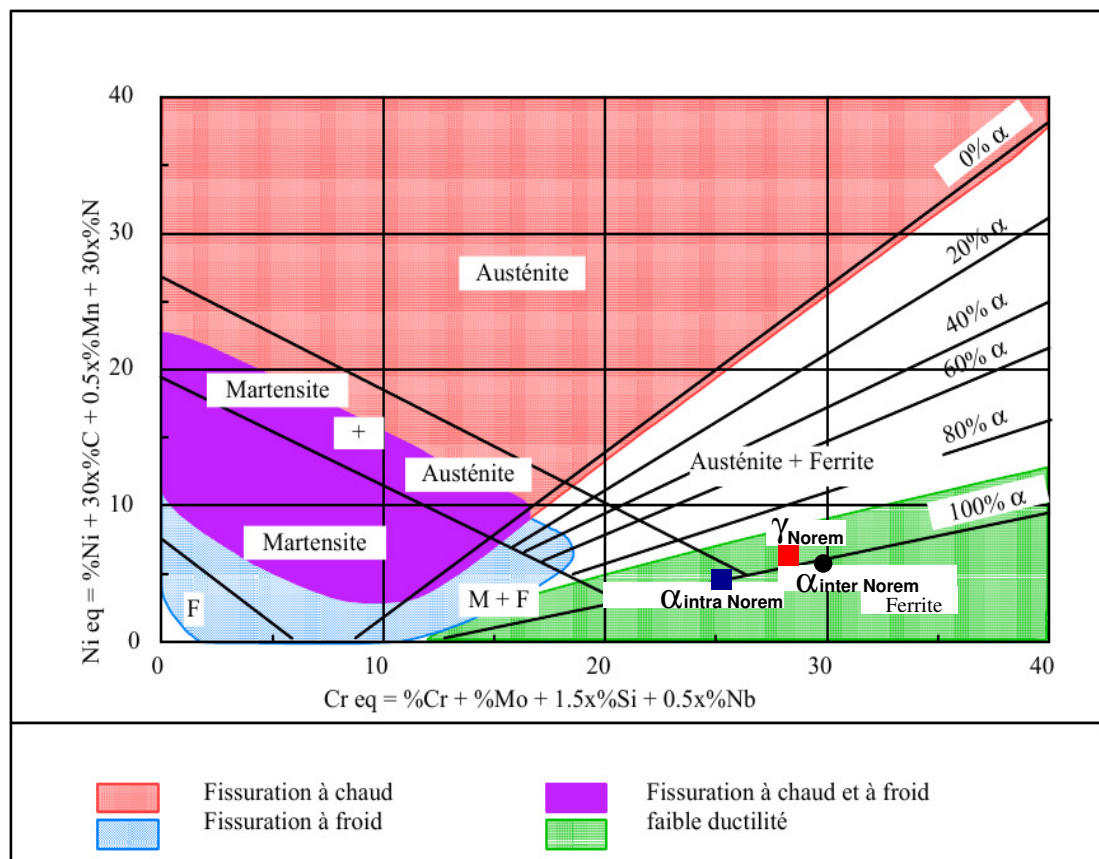 40
30
20
10
0
Ni eq = %Ni + 30x%C + 0.5x%Mn + 30x%N
0% α
20% α
40% α
60% α
80% α
100% α
Austénite
Martensite
+
Austénite
Austénite + Ferrite
Martensite
F
M + F
γNorem
αintra Norem
αinter Norem
Ferrite
0 10 20 30 40
Cr eq = %Cr + %Mo + 1.5x%Si + 0.5x%Nb
Fissuration à chaud
Fissuration à froid
Fissuration à chaud et à froid
faible ductilité